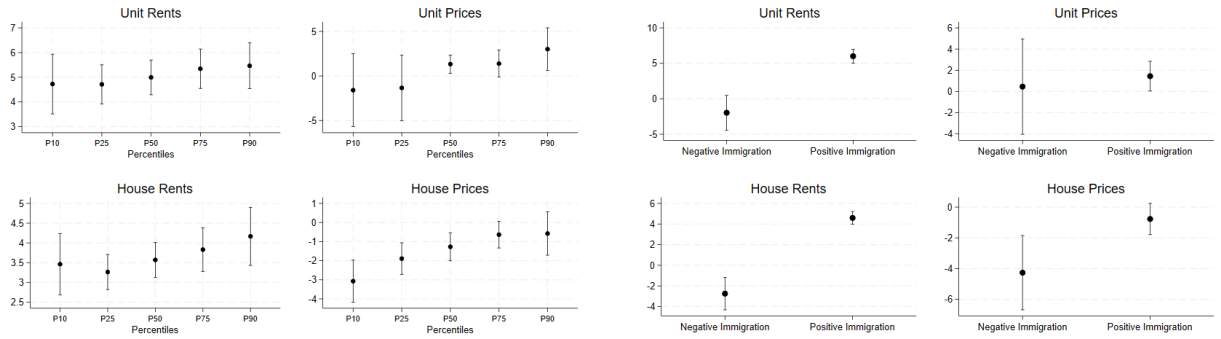 Unit Rents
7
6
5
4
3
P10 P25 P50 P75 P90
Percentiles
Unit Prices
5
0
-5
P10 P25 P50 P75 P90
Percentiles
Unit Rents
10
5
0
-5
Negative Immigration Positive Immigration
Unit Prices
6
4
2
0
-2
-4
Negative Immigration Positive Immigration
House Rents
5
4.5
4
3.5
3
2.5
P10 P25 P50 P75 P90
Percentiles
House Prices
1
0
-1
-2
-3
-4
P10 P25 P50 P75 P90
Percentiles
House Rents
6
4
2
0
-2
-4
Negative Immigration Positive Immigration
House Prices
0
-2
-4
-6
Negative Immigration Positive Immigration